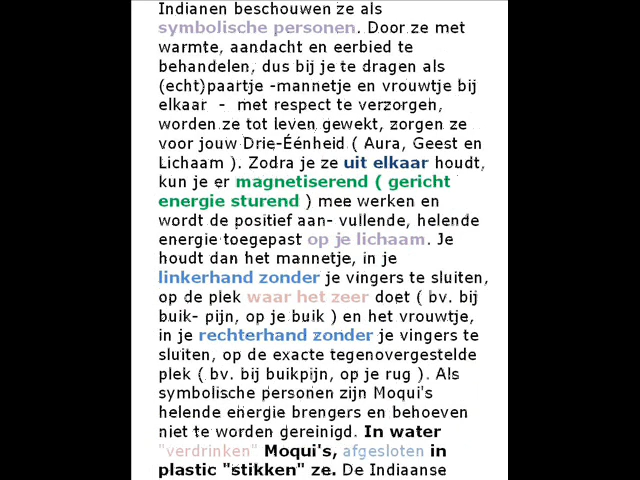 Indianen beschouwen ze als
symbolische personen. Door ze met
warmte, aandacht en eerbied te
behandelen, dus bij je te dragen als
(echt)paartje -mannetje en vrouwtje bij
elkaar - met respect te verzorgen,
worden ze tot leven gewekt, zorgen ze
voor jouw Drie-Éénheid ( Aura, Geest en
Lichaam ). Zodra je ze uit elkaar houdt,
kun je er magnetiserend ( gericht
energie sturend ) mee werken en
wordt de positief aan- vullende, helende
energie toegepast op je lichaam. Je
houdt dan het mannetje, in je
linkerhand zonder je vingers te sluiten,
op de plek waar het zeer doet ( bv. bij
buik- pijn, op je buik ) en het vrouwtje,
in je rechterhand zonder je vingers te
sluiten, op de exacte tegenovergestelde
plek ( bv. bij buikpijn, op je rug ). Als
symbolische personen zijn Moqui's
helende energie brengers en behoeven
niet te worden gereinigd. In water
"verdrinken" Moqui's, afgesloten in
plastic "stikken" ze. De Indiaanse